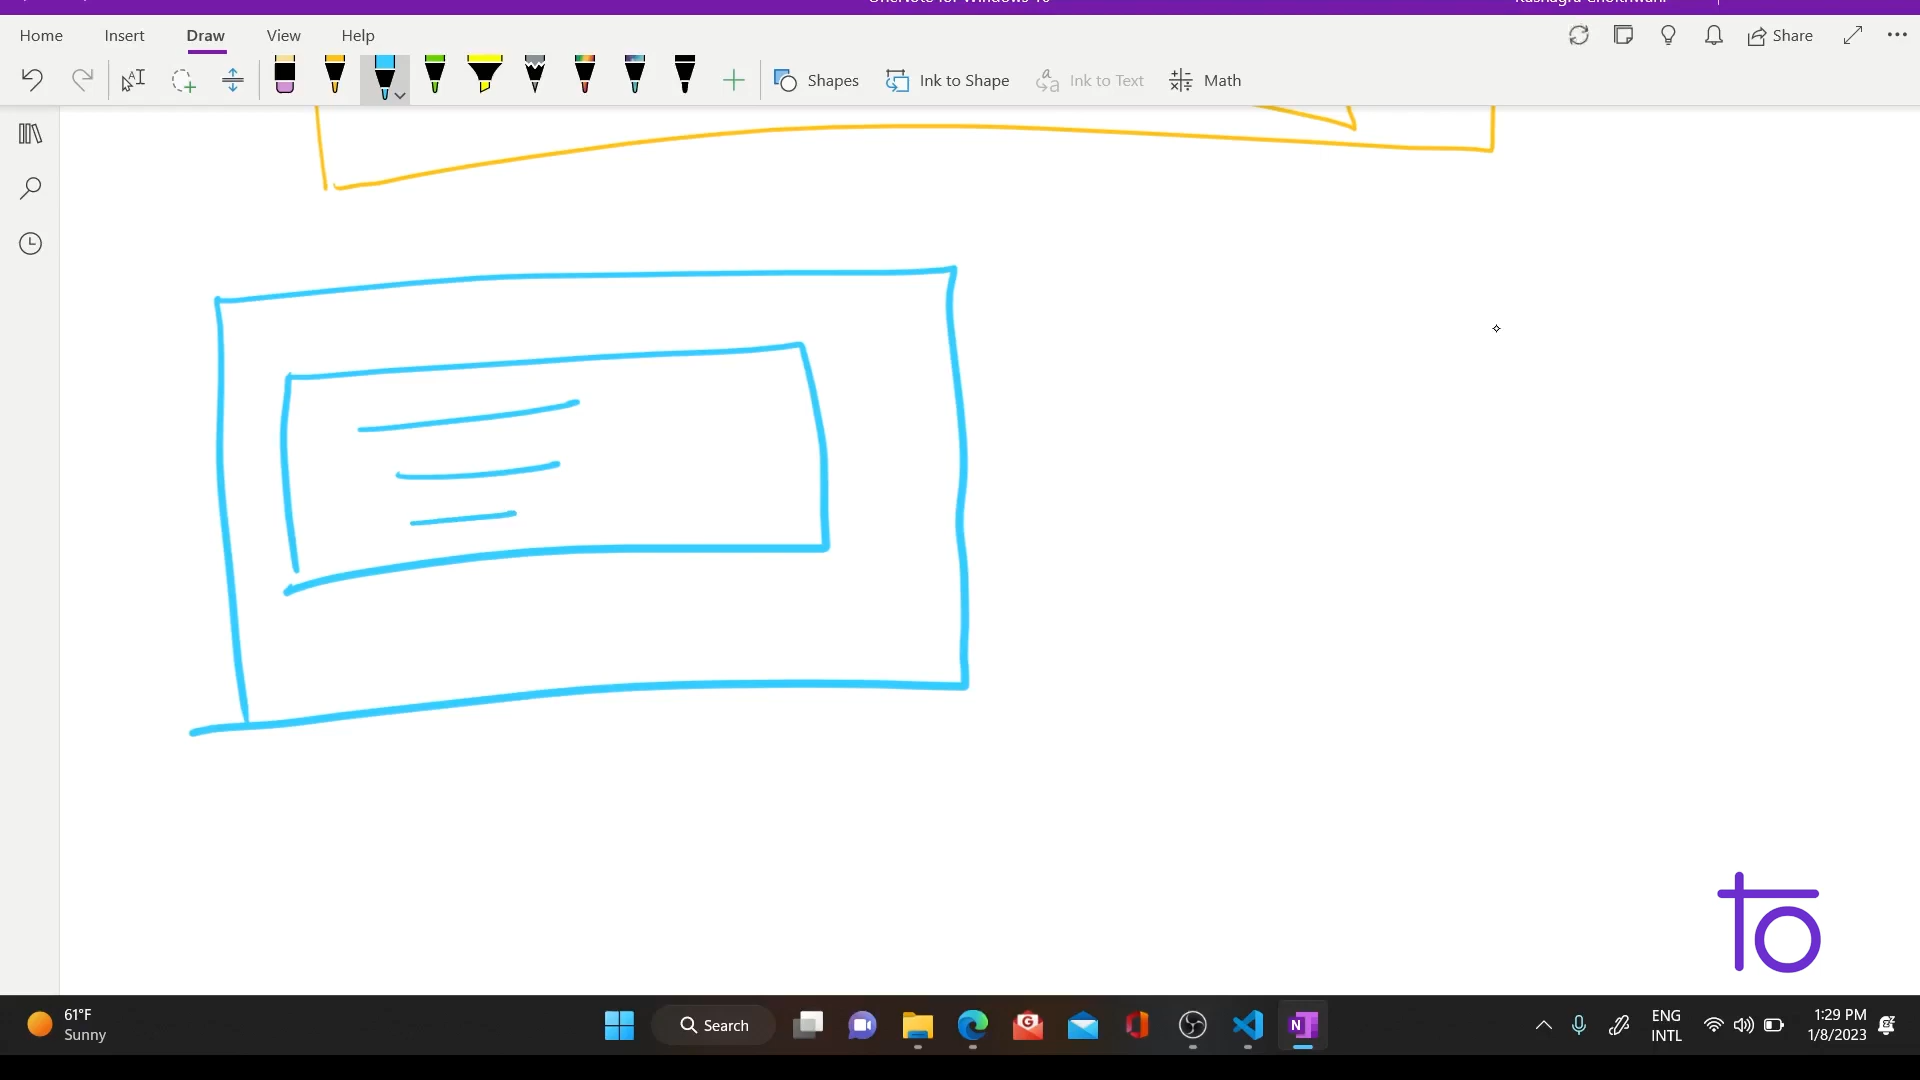 Home Insert Draw View Help Share
Shapes Ink to Shape Ink to Text Math
to
61°F
Sunny
Search
ENG
INTL
1:29 PM
1/8/2023